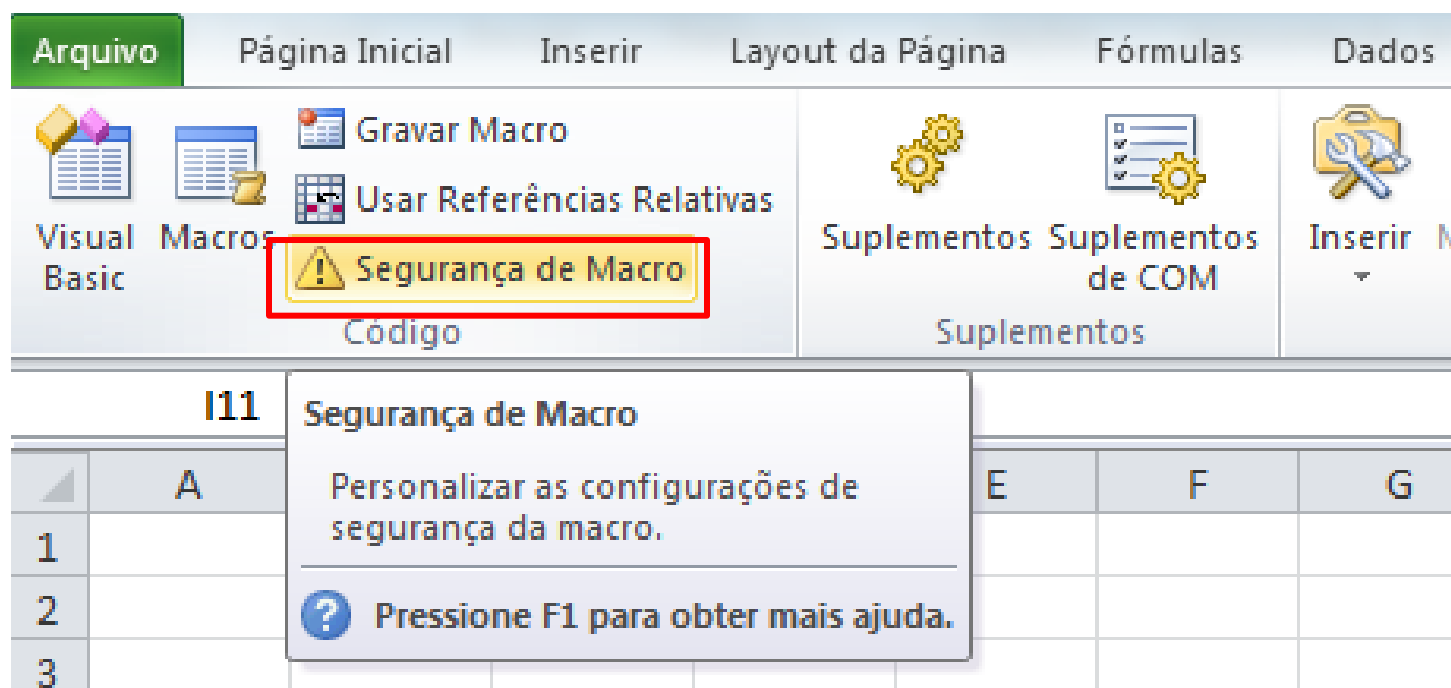 Arquivo Página Inicial Inserir Layout da Página Fórmulas Dados
Gravar Macro
Usar Referências Relativas
Segurança de Macro
Visual Basic
Macros
Código
Suplementos
Suplementos de COM
Suplementos
Inserir
I11
Segurança de Macro
Personalizar as configurações de
segurança da macro.
Pressione F1 para obter mais ajuda.
A E F G
1
2
3